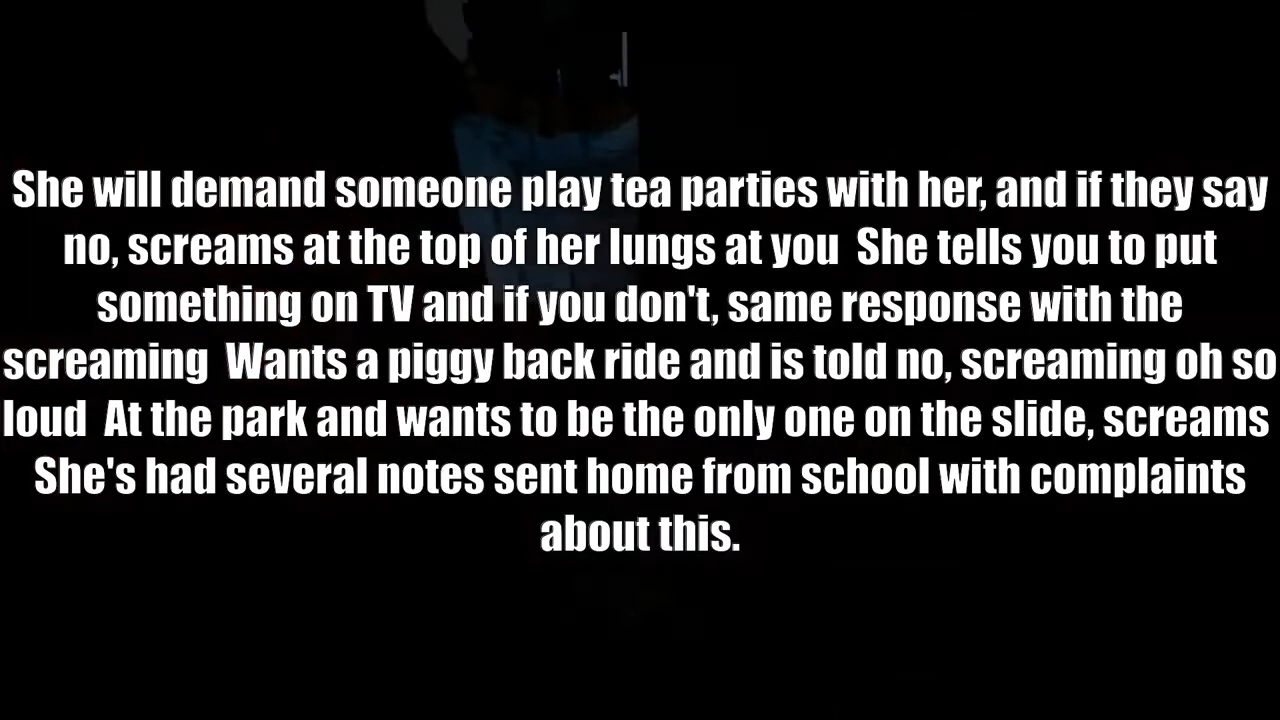 She will demand someone play tea parties with her, and if they say
no, screams at the top of her lungs at you  She tells you to put
something on TV and if you don't, same response with the
screaming  Wants a piggy back ride and is told no, screaming oh so
loud  At the park and wants to be the only one on the slide, screams
She's had several notes sent home from school with complaints
about this.